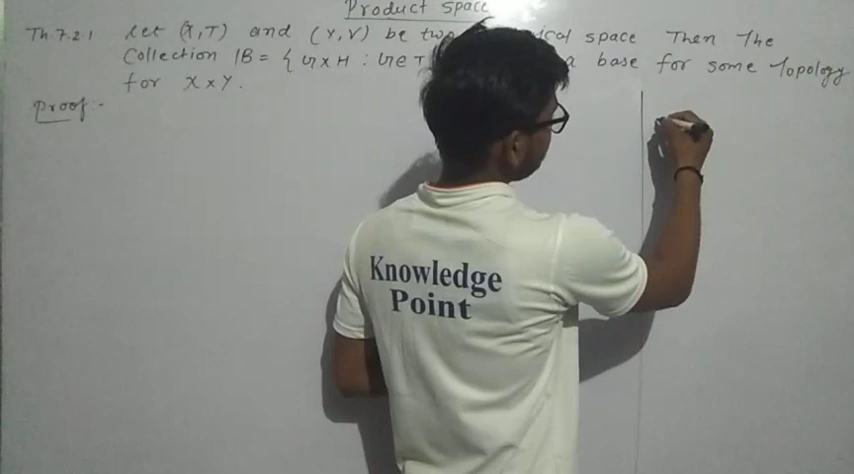 Product space
Th 7.2.1 Let (X,T) and (Y,V) be two space Then The
Collection IB = { G×H : G∈T a base for some Topology
for X×Y.
Proof:-
Knowledge
Point